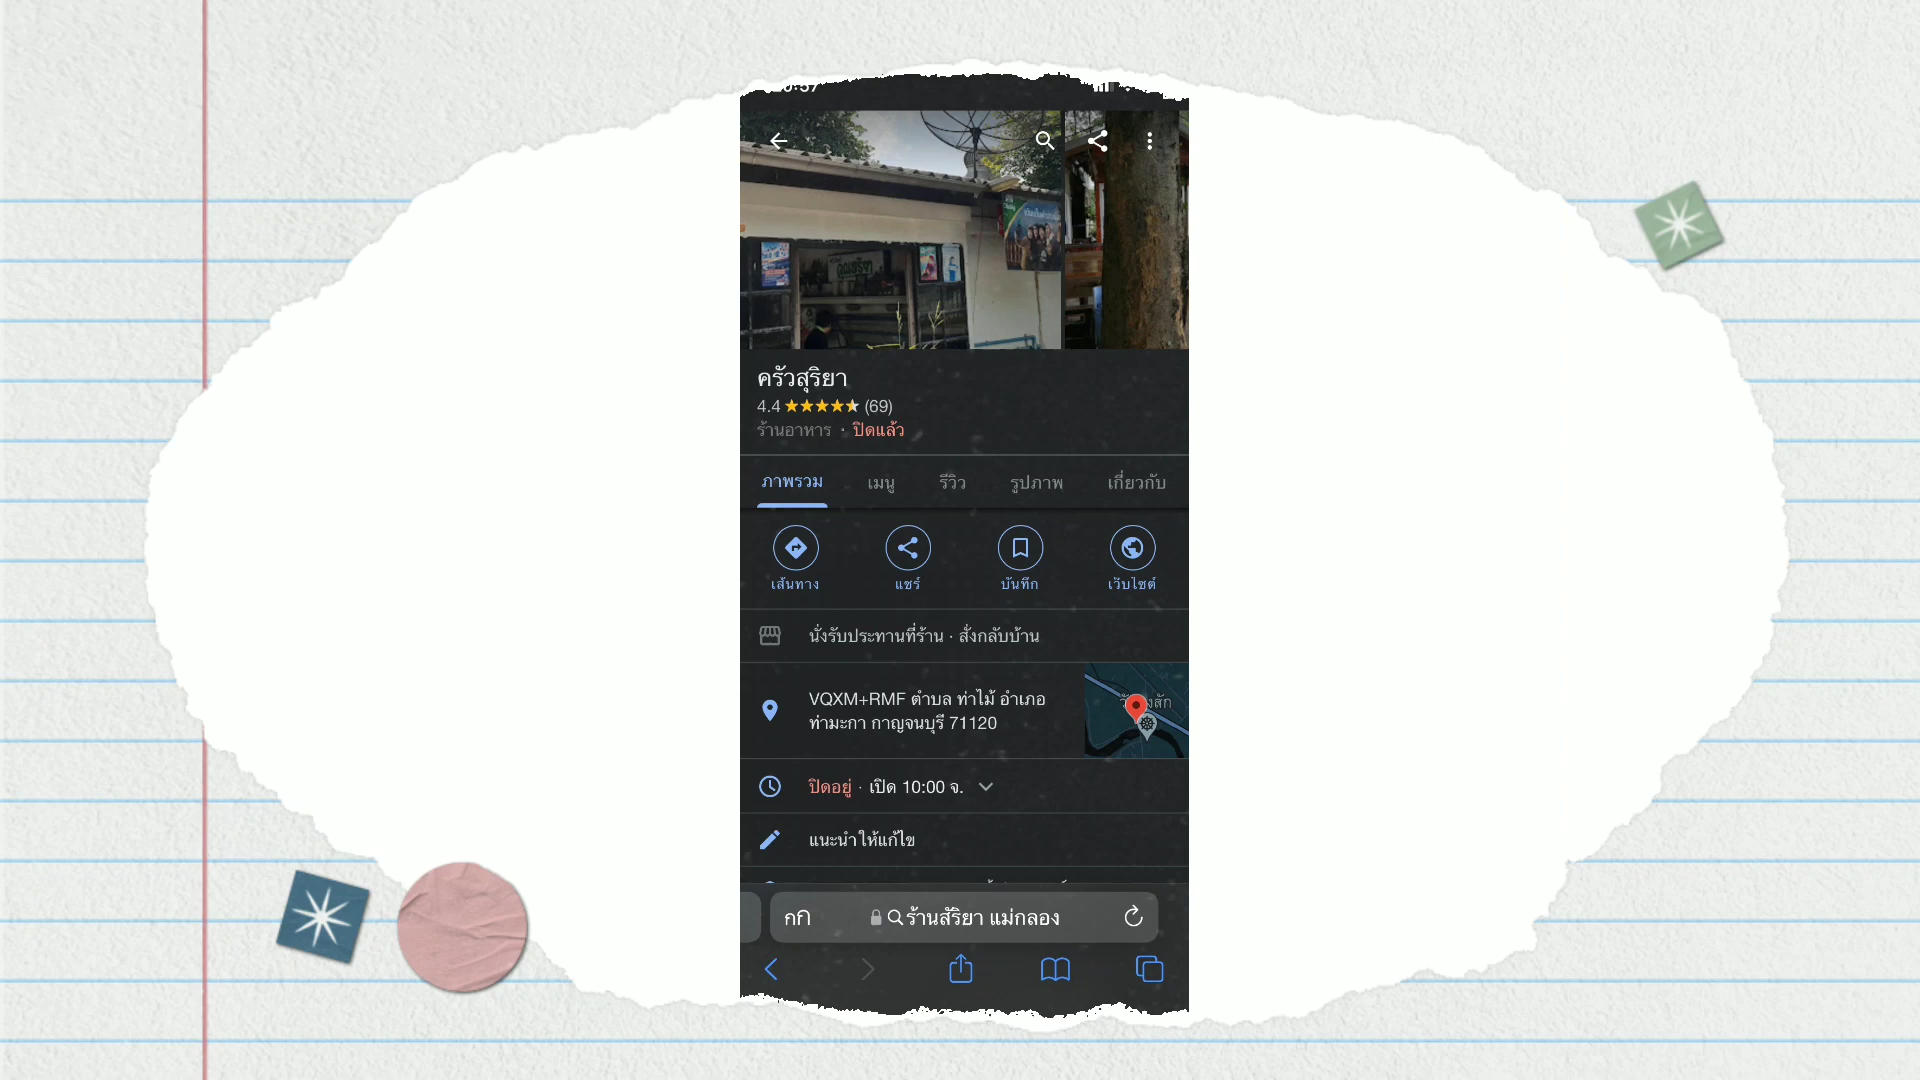 ครัวสุริยา
4.4 (69)
ร้านอาหาร · ปิดแล้ว
ภาพรวม เมนู รีวิว รูปภาพ เกี่ยวกับ
เส้นทาง แชร์ บันทึก เว็บไซต์
นั่งรับประทานที่ร้าน · สั่งกลับบ้าน
VQXM+RMF ตำบล ท่าไม้ อำเภอ
ท่ามะกา กาญจนบุรี 71120
ปิดอยู่ · เปิด 10:00 จ.
แนะนำให้แก้ไข
กก ร้านสัริยา แม่กลอง